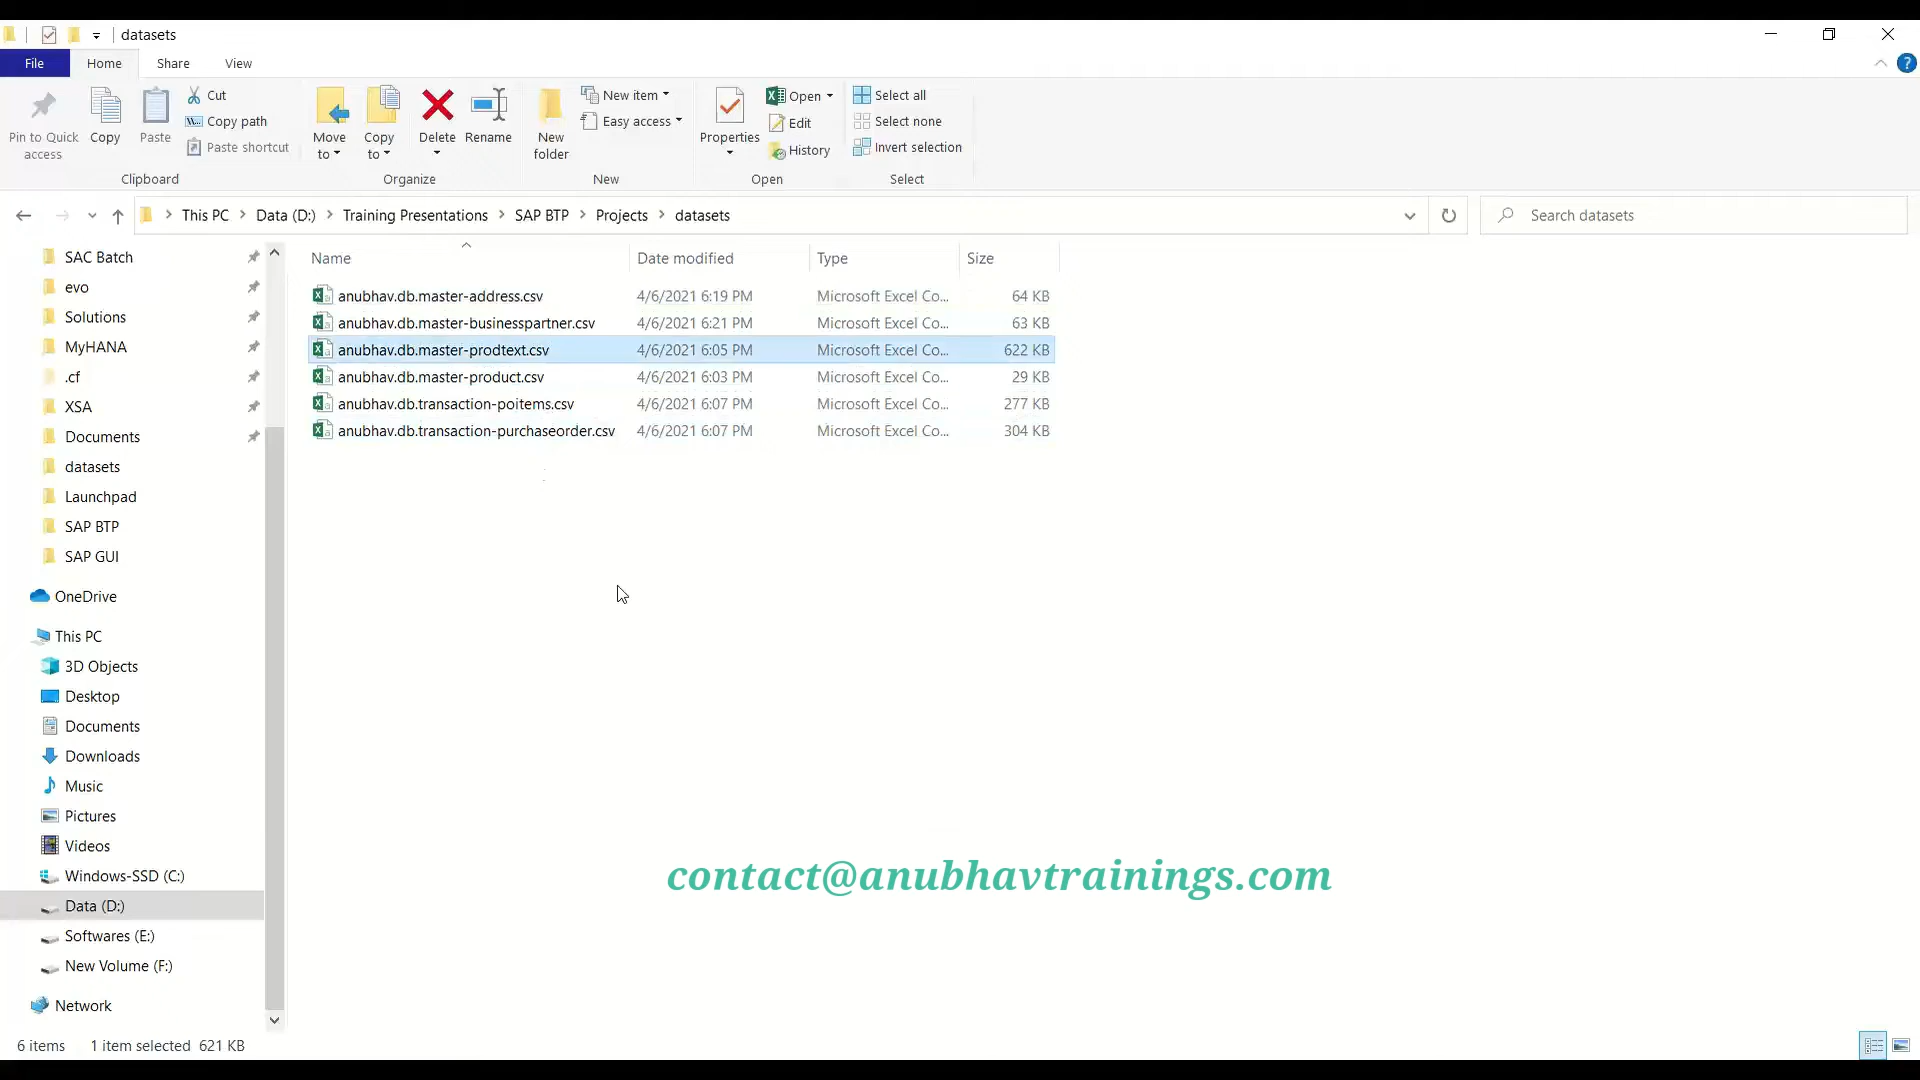 datasets
File Home Share View
Pin to Quick access
Copy
Paste
Cut
Copy path
Paste shortcut
Clipboard
Move to
Copy to
Delete
Rename
Organize
New folder
New item
Easy access
New
Properties
Open
Edit
History
Open
Select all
Select none
Invert selection
Select
This PC Data (D:) Training Presentations SAP BTP Projects datasets
Search datasets
SAC Batch
evo
Solutions
MyHANA
.cf
XSA
Documents
datasets
Launchpad
SAP BTP
SAP GUI
OneDrive
This PC
3D Objects
Desktop
Documents
Downloads
Music
Pictures
Videos
Windows-SSD (C:)
Data (D:)
Softwares (E:)
New Volume (F:)
Network
Name Date modified Type Size
anubhav.db.master-address.csv 4/6/2021 6:19 PM Microsoft Excel Co... 64 KB
anubhav.db.master-businesspartner.csv 4/6/2021 6:21 PM Microsoft Excel Co... 63 KB
anubhav.db.master-prodtext.csv 4/6/2021 6:05 PM Microsoft Excel Co... 622 KB
anubhav.db.master-product.csv 4/6/2021 6:03 PM Microsoft Excel Co... 29 KB
anubhav.db.transaction-poitems.csv 4/6/2021 6:07 PM Microsoft Excel Co... 277 KB
anubhav.db.transaction-purchaseorder.csv 4/6/2021 6:07 PM Microsoft Excel Co... 304 KB
contact@anubhavtrainings.com
6 items 1 item selected 621 KB